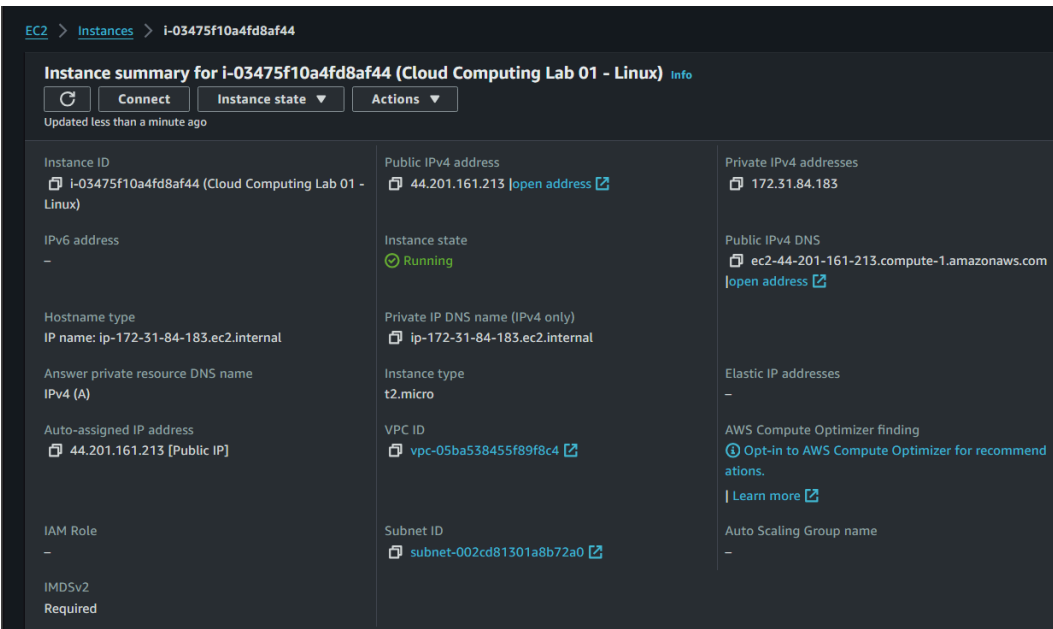 EC2 > Instances > i-03475f10a4fd8af44
Instance summary for i-03475f10a4fd8af44 (Cloud Computing Lab 01 - Linux) Info
Connect Instance state ▼ Actions ▼
Updated less than a minute ago
Instance ID
i-03475f10a4fd8af44 (Cloud Computing Lab 01 -
Linux)
Public IPv4 address
44.201.161.213 |open address
Private IPv4 addresses
172.31.84.183
IPv6 address
–
Instance state
Running
Public IPv4 DNS
ec2-44-201-161-213.compute-1.amazonaws.com
|open address
Hostname type
IP name: ip-172-31-84-183.ec2.internal
Private IP DNS name (IPv4 only)
ip-172-31-84-183.ec2.internal
Answer private resource DNS name
IPv4 (A)
Instance type
t2.micro
Elastic IP addresses
–
Auto-assigned IP address
44.201.161.213 [Public IP]
VPC ID
vpc-05ba538455f89f8c4
AWS Compute Optimizer finding
Opt-in to AWS Compute Optimizer for recommend
ations.
| Learn more
IAM Role
–
Subnet ID
subnet-002cd81301a8b72a0
Auto Scaling Group name
–
IMDSv2
Required